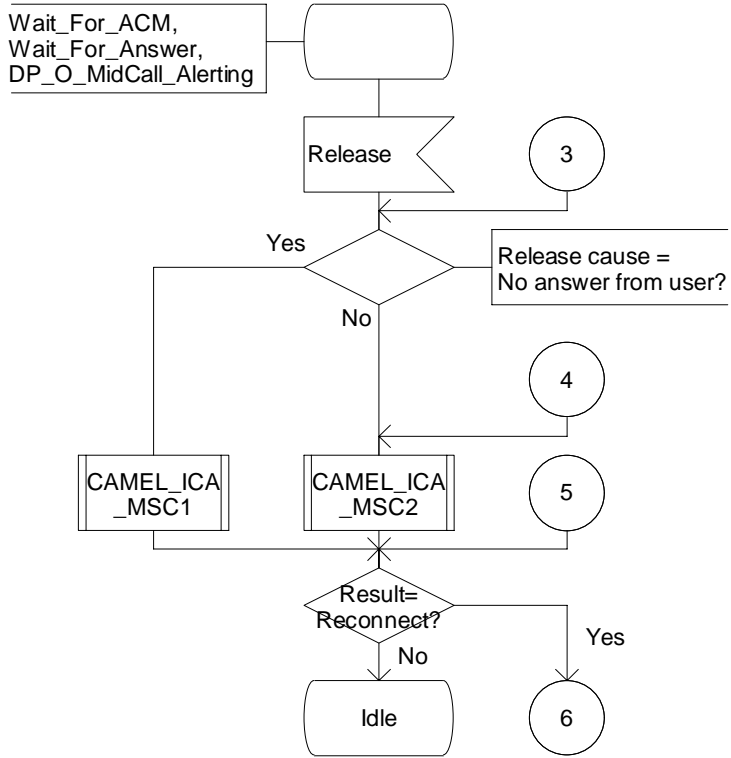 Wait_For_ACM,
Wait_For_Answer,
DP_O_MidCall_Alerting
Release
3
Yes
Release cause =
No answer from user?
No
4
CAMEL_ICA
_MSC1
CAMEL_ICA
_MSC2
5
Result=
Reconnect?
Yes
No
Idle
6